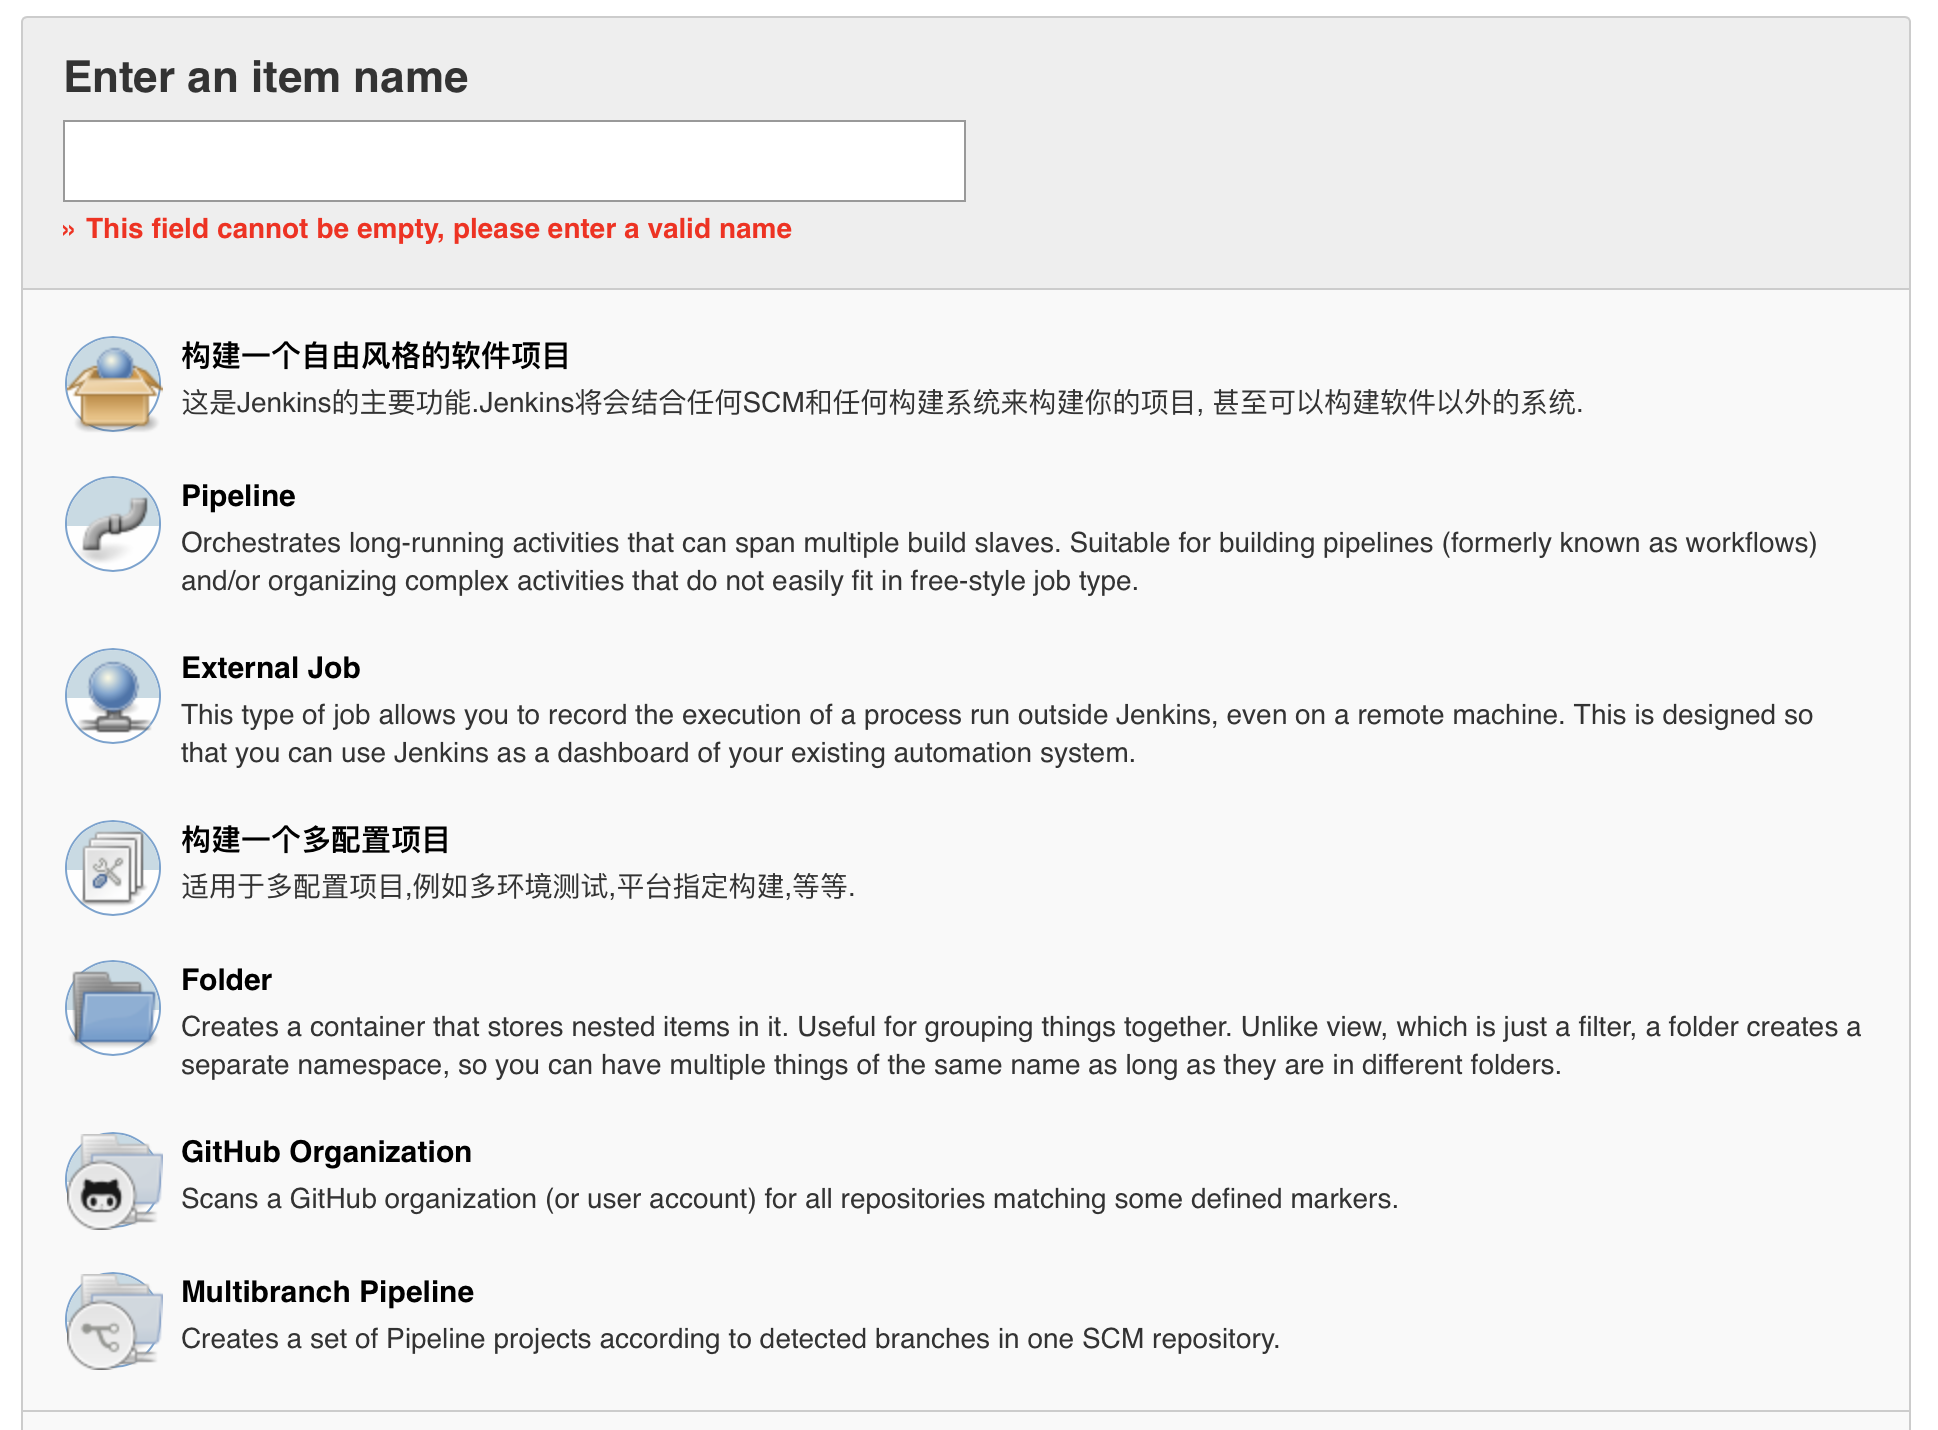 Enter an item name
» This field cannot be empty, please enter a valid name
构建一个自由风格的软件项目
这是Jenkins的主要功能.Jenkins将会结合任何SCM和任何构建系统来构建你的项目, 甚至可以构建软件以外的系统.
Pipeline
Orchestrates long-running activities that can span multiple build slaves. Suitable for building pipelines (formerly known as workflows)
and/or organizing complex activities that do not easily fit in free-style job type.
External Job
This type of job allows you to record the execution of a process run outside Jenkins, even on a remote machine. This is designed so
that you can use Jenkins as a dashboard of your existing automation system.
构建一个多配置项目
适用于多配置项目,例如多环境测试,平台指定构建,等等.
Folder
Creates a container that stores nested items in it. Useful for grouping things together. Unlike view, which is just a filter, a folder creates a
separate namespace, so you can have multiple things of the same name as long as they are in different folders.
GitHub Organization
Scans a GitHub organization (or user account) for all repositories matching some defined markers.
Multibranch Pipeline
Creates a set of Pipeline projects according to detected branches in one SCM repository.